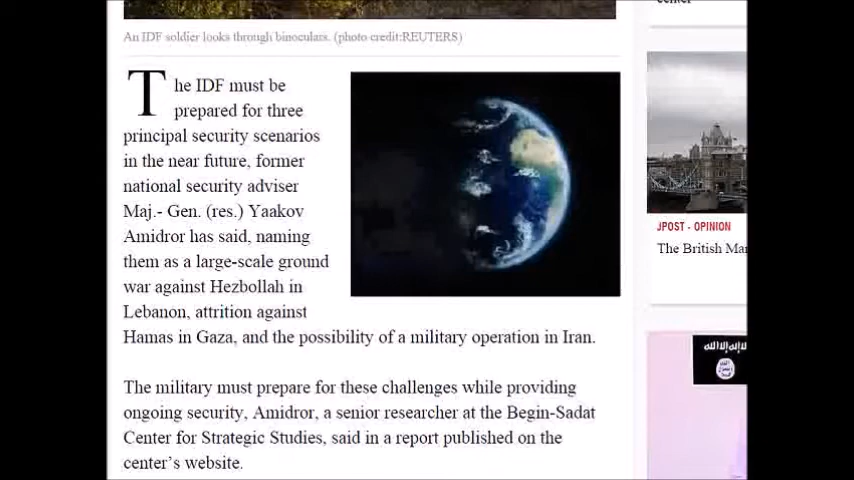 center
An IDF soldier looks through binoculars. (photo credit:REUTERS)
The IDF must be
prepared for three
principal security scenarios
in the near future, former
national security adviser
Maj.- Gen. (res.) Yaakov
Amidror has said, naming
them as a large-scale ground
war against Hezbollah in
Lebanon, attrition against
Hamas in Gaza, and the possibility of a military operation in Iran.
The military must prepare for these challenges while providing
ongoing security, Amidror, a senior researcher at the Begin-Sadat
Center for Strategic Studies, said in a report published on the
center's website.
JPOST - OPINION
The British Ma